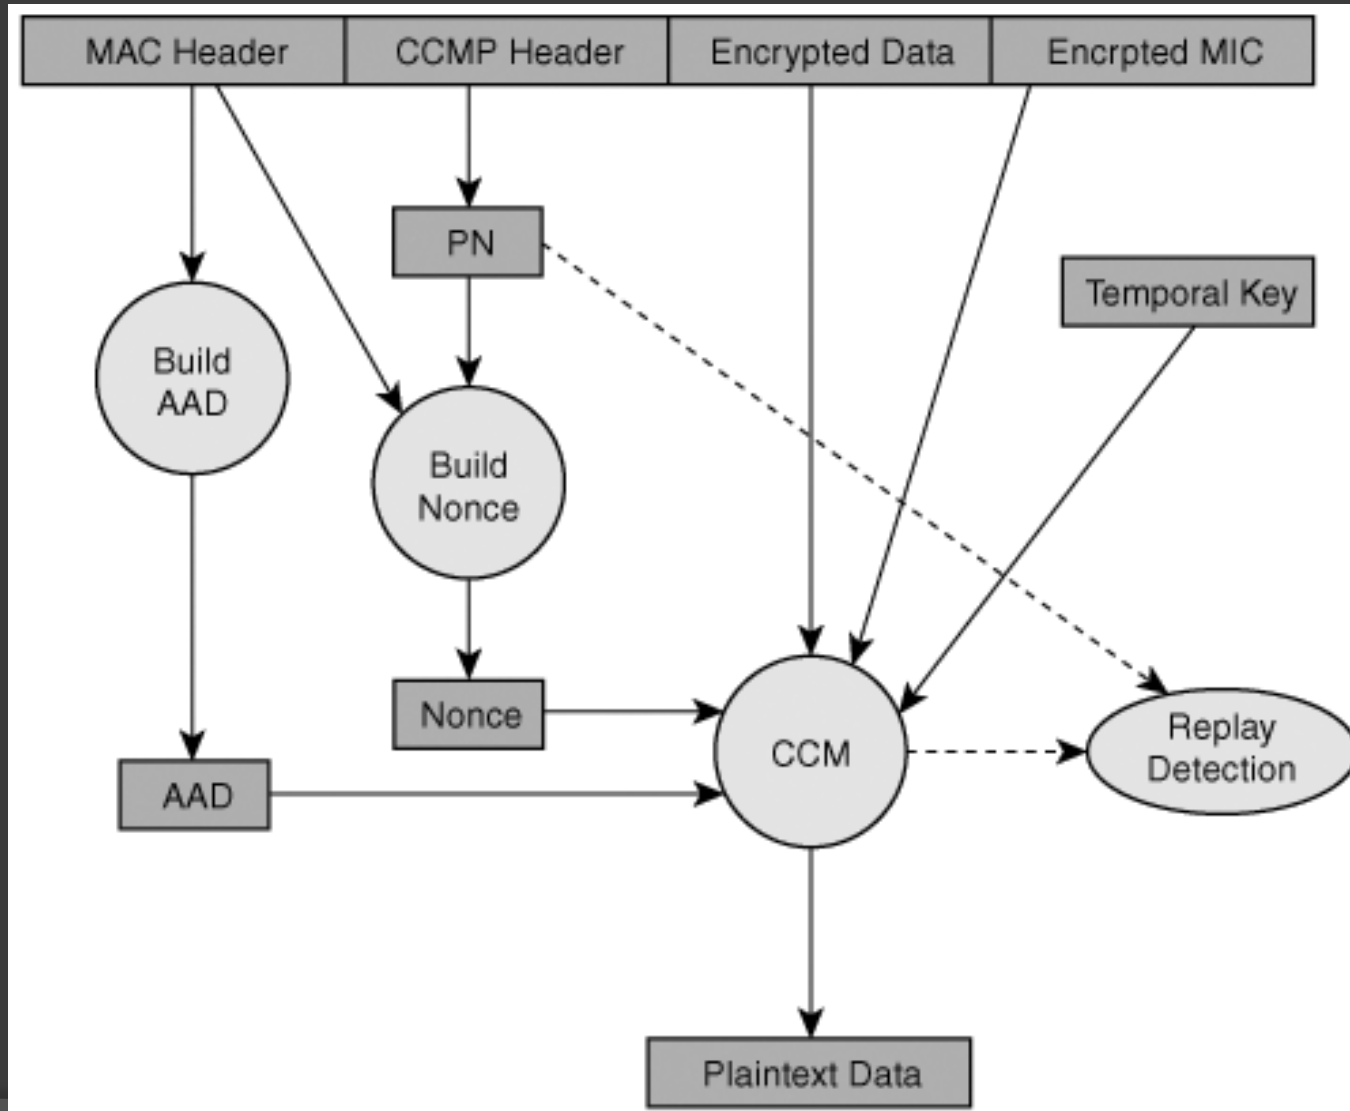 MAC Header
CCMP Header
Encrypted Data
Encrpted MIC
PN
Temporal Key
Build
AAD
Build
Nonce
Nonce
AAD
CCM
Replay
Detection
Plaintext Data